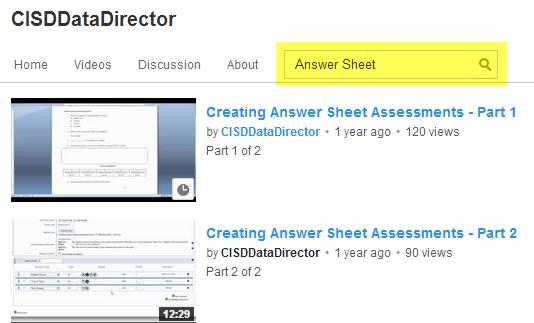 CISDDataDirector
Home Videos Discussion About Answer Sheet
Creating Answer Sheet Assessments - Part 1
by CISDDataDirector • 1 year ago • 120 views
Part 1 of 2
Creating Answer Sheet Assessments - Part 2
by CISDDataDirector • 1 year ago • 90 views
Part 2 of 2
12:29